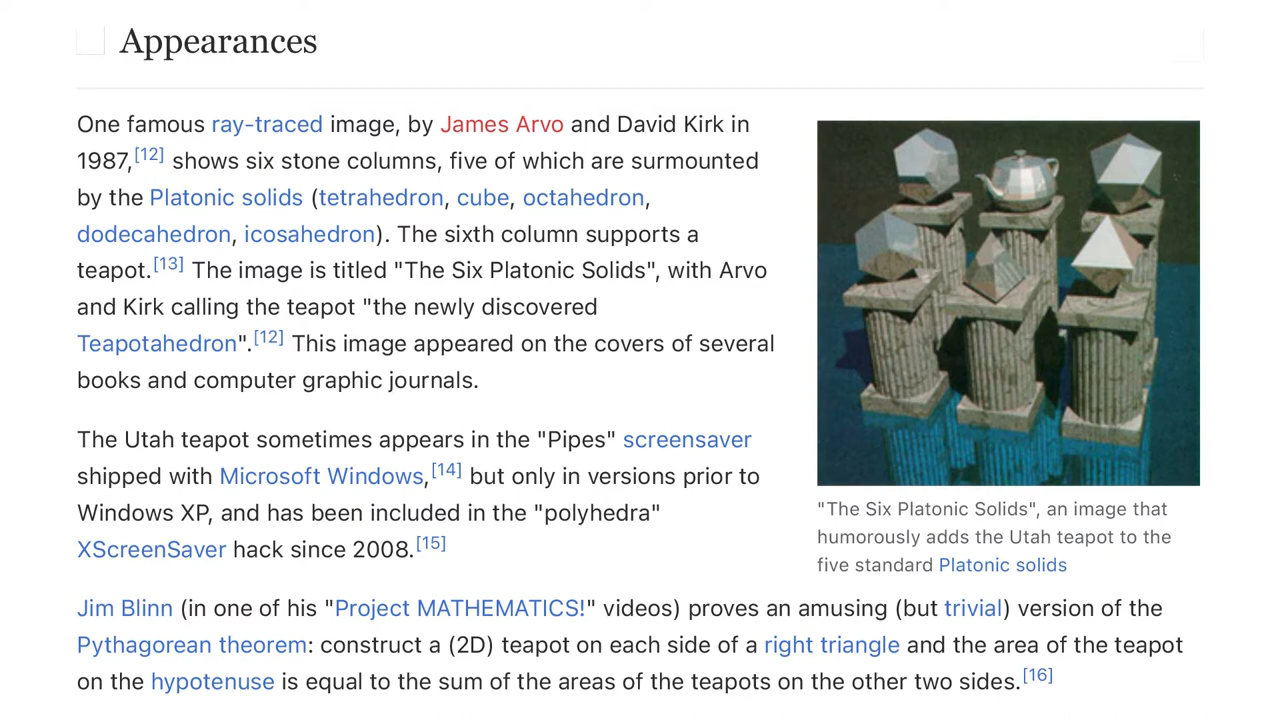 Appearances
One famous ray-traced image, by James Arvo and David Kirk in
1987,[12] shows six stone columns, five of which are surmounted
by the Platonic solids (tetrahedron, cube, octahedron,
dodecahedron, icosahedron). The sixth column supports a
teapot.[13] The image is titled "The Six Platonic Solids", with Arvo
and Kirk calling the teapot "the newly discovered
Teapotahedron".[12] This image appeared on the covers of several
books and computer graphic journals.
The Utah teapot sometimes appears in the "Pipes" screensaver
shipped with Microsoft Windows,[14] but only in versions prior to
Windows XP, and has been included in the "polyhedra"
XScreenSaver hack since 2008.[15]
"The Six Platonic Solids", an image that
humorously adds the Utah teapot to the
five standard Platonic solids
Jim Blinn (in one of his "Project MATHEMATICS!" videos) proves an amusing (but trivial) version of the
Pythagorean theorem: construct a (2D) teapot on each side of a right triangle and the area of the teapot
on the hypotenuse is equal to the sum of the areas of the teapots on the other two sides.[16]